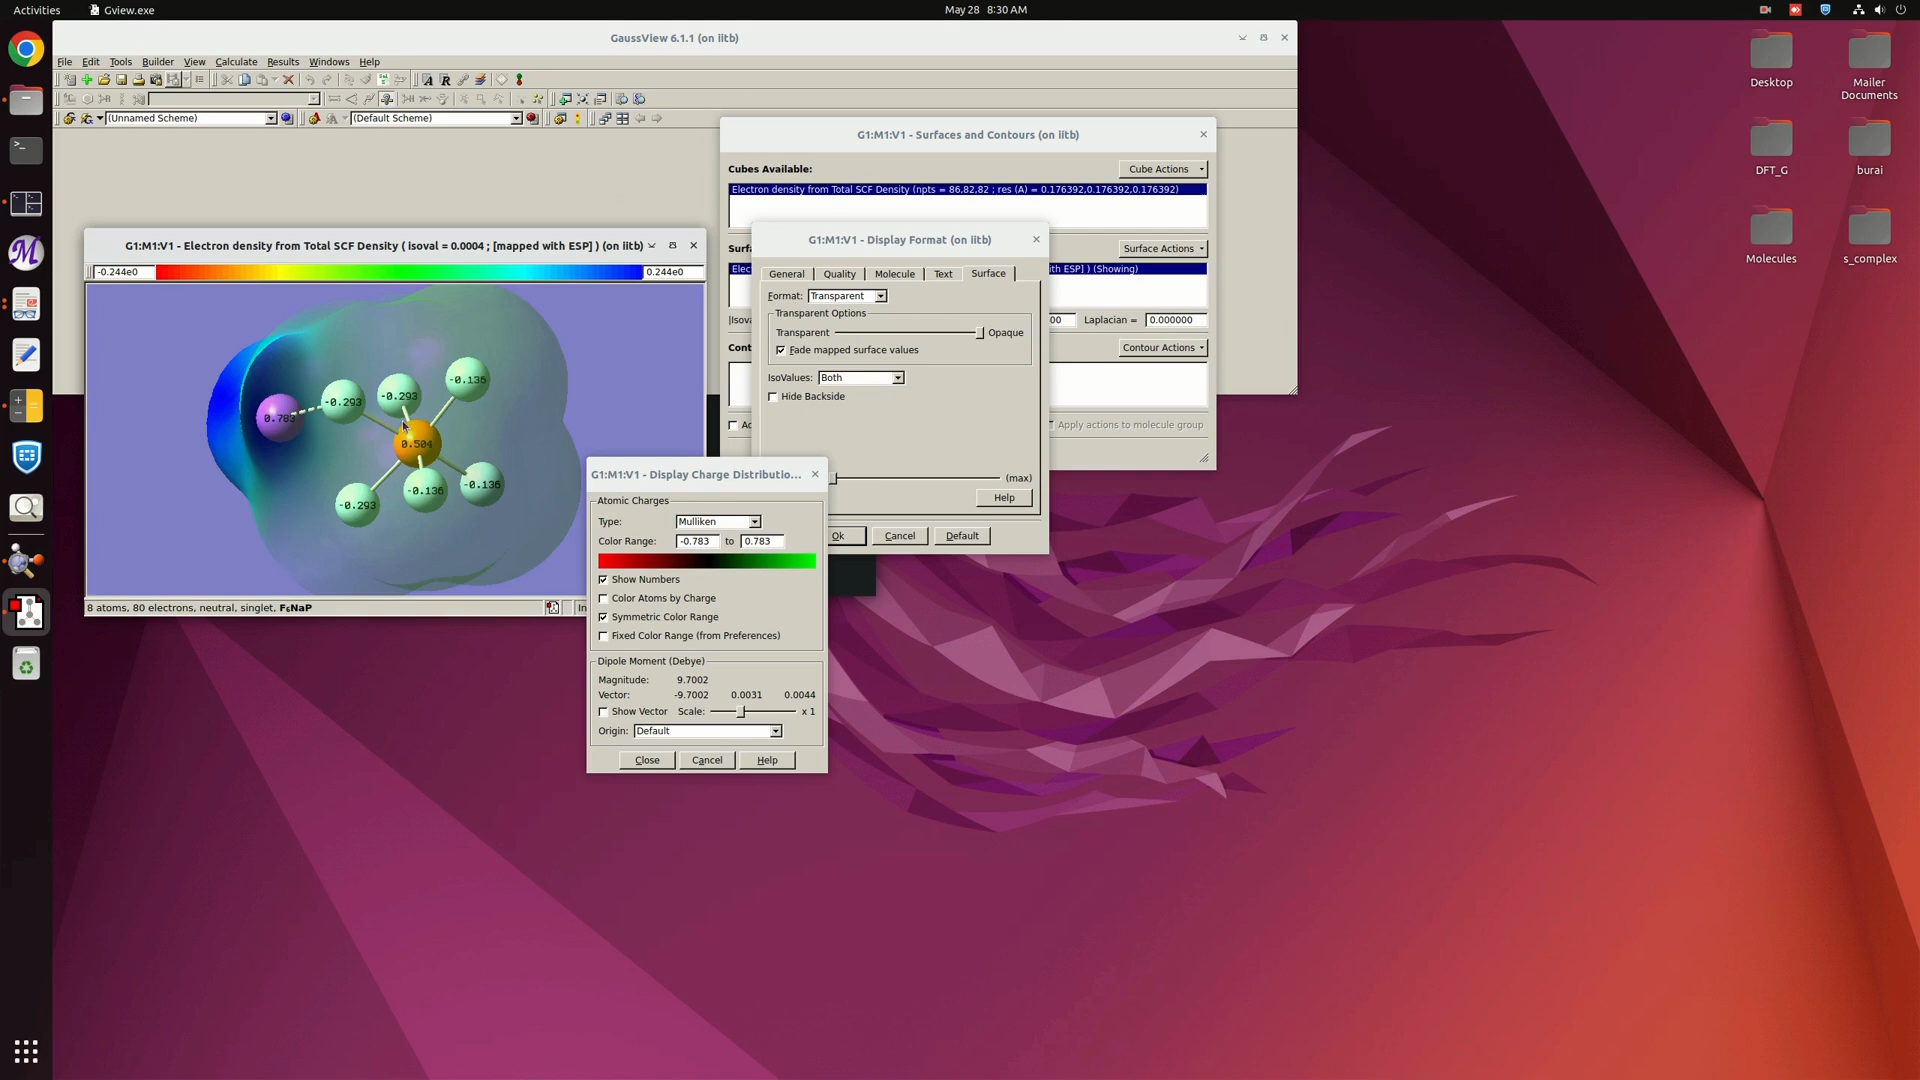 Activities
Gview.exe
May 28 8:30 AM
GaussView 6.1.1 (on iitb)
File Edit Tools Builder View Calculate Results Windows Help
(Unnamed Scheme)
(Default Scheme)
G1:M1:V1 - Surfaces and Contours (on iitb)
Cubes Available:
Cube Actions
Electron density from Total SCF Density (npts = 86,82,82 ; res (A) = 0.176392,0.176392,0.176392)
Surface Actions
ith ESP] ) (Showing)
00 Laplacian = 0.000000
Contour Actions
Apply actions to molecule group
G1:M1:V1 - Display Format (on iitb)
General Quality Molecule Text Surface
Format: Transparent
Transparent Options
Transparent Opaque
Fade mapped surface values
IsoValues: Both
Hide Backside
(max)
Help
Ok Cancel Default
G1:M1:V1 - Electron density from Total SCF Density ( isoval = 0.0004 ; [mapped with ESP] ) (on iitb)
-0.244e0
0.244e0
0.783
-0.293
-0.293
-0.136
0.504
-0.293
-0.136
-0.136
8 atoms, 80 electrons, neutral, singlet, F₆NaP
In
G1:M1:V1 - Display Charge Distributio...
Atomic Charges
Type: Mulliken
Color Range: -0.783 to 0.783
Show Numbers
Color Atoms by Charge
Symmetric Color Range
Fixed Color Range (from Preferences)
Dipole Moment (Debye)
Magnitude: 9.7002
Vector: -9.7002 0.0031 0.0044
Show Vector Scale: x 1
Origin: Default
Close Cancel Help
Desktop
Mailer Documents
DFT_G
burai
Molecules
s_complex